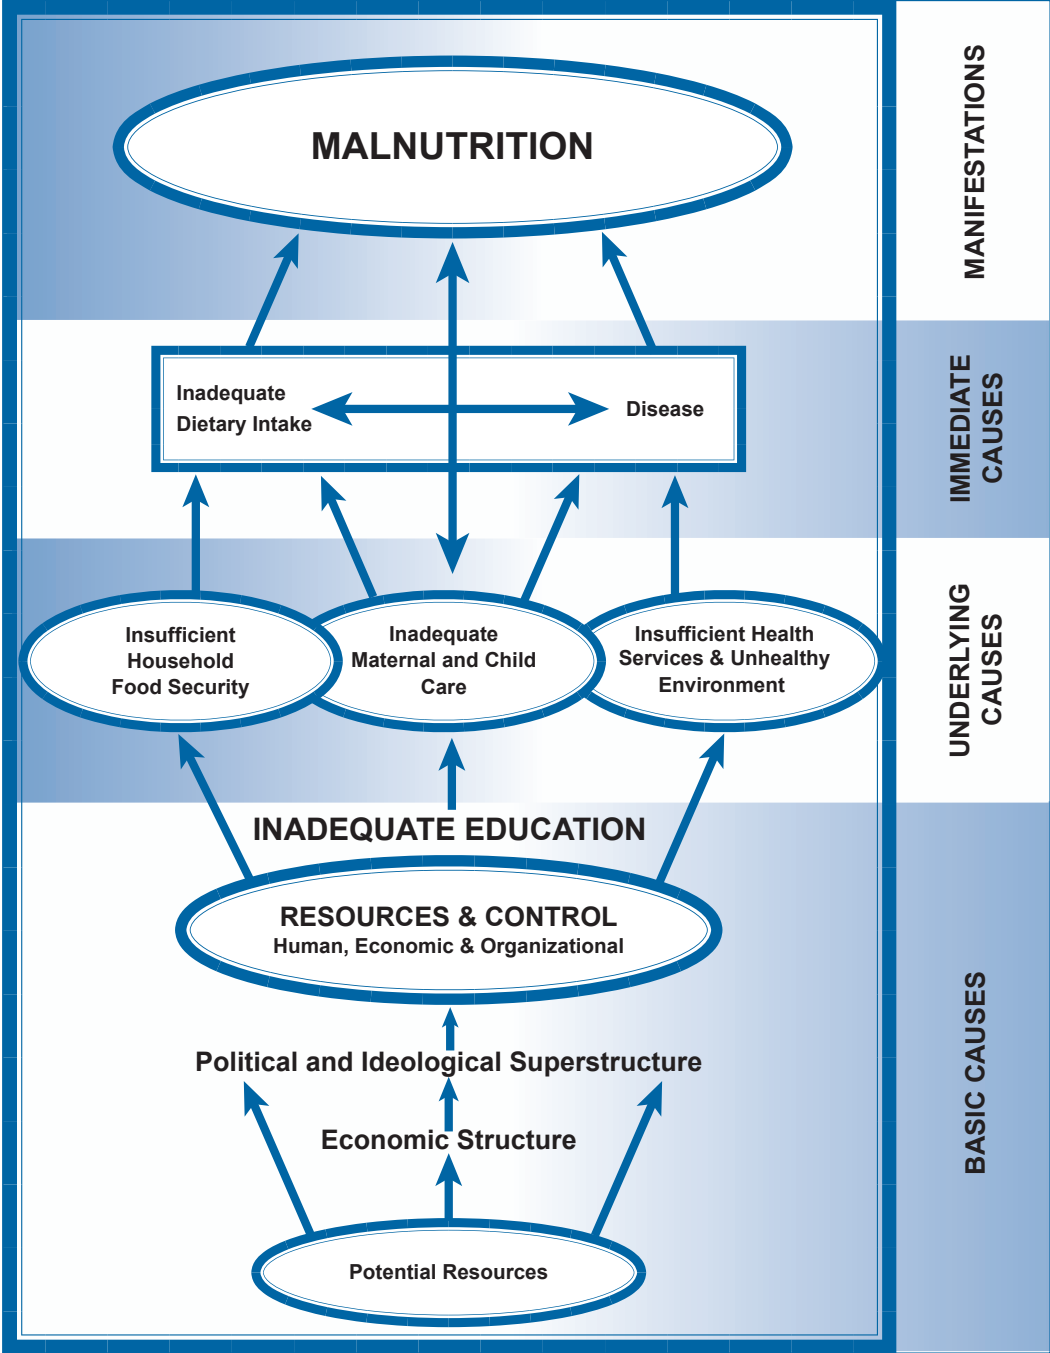 MALNUTRITION
MANIFESTATIONS
Inadequate
Dietary Intake
Disease
IMMEDIATE
CAUSES
Insufficient
Household
Food Security
Inadequate
Maternal and Child
Care
Insufficient Health
Services & Unhealthy
Environment
UNDERLYING
CAUSES
INADEQUATE EDUCATION
RESOURCES & CONTROL
Human, Economic & Organizational
Political and Ideological Superstructure
Economic Structure
Potential Resources
BASIC CAUSES